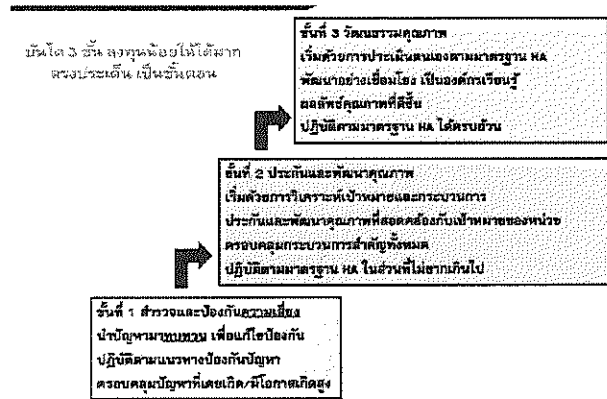 บันได 3 ขั้น ลงทุนน้อยให้ได้มาก
ตรงประเด็น เป็นขั้นตอน
ขั้นที่ 3 วัฒนธรรมคุณภาพ
เริ่มด้วยการประเมินตนเองตามมาตรฐาน HA
พัฒนาอย่างเชื่อมโยง เป็นองค์กรเรียนรู้
ผลลัพธ์คุณภาพที่ดีขึ้น
ปฏิบัติตามมาตรฐาน HA ได้ครบถ้วน
ขั้นที่ 2 ประกันและพัฒนาคุณภาพ
เริ่มด้วยการวิเคราะห์เป้าหมายและกระบวนการ
ประกันและพัฒนาคุณภาพที่สอดคล้องกับเป้าหมายของหน่วย
ครอบคลุมกระบวนการสำคัญทั้งหมด
ปฏิบัติตามมาตรฐาน HA ในส่วนที่ไม่ยากเกินไป
ขั้นที่ 1 สำรวจและป้องกันความเสี่ยง
นำปัญหามาทบทวน เพื่อแก้ไขป้องกัน
ปฏิบัติตามแนวทางป้องกันปัญหา
ครอบคลุมปัญหาที่เคยเกิด/มีโอกาสเกิดสูง